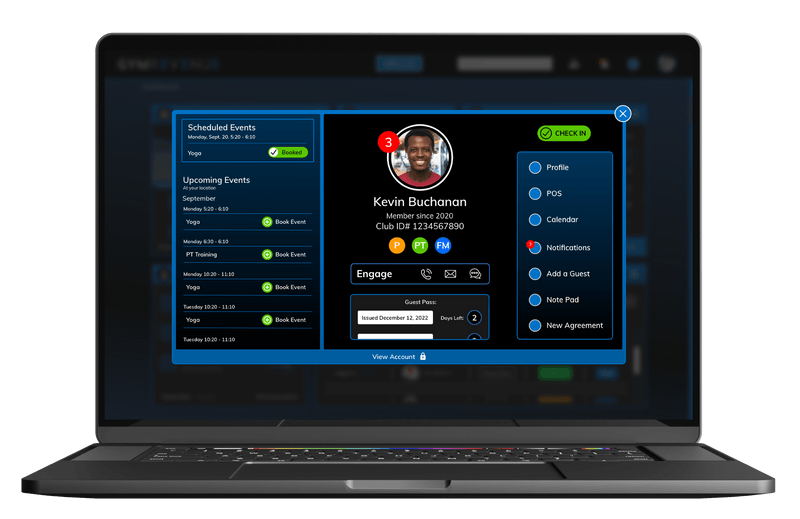 GYMREVENUE
Scheduled Events
Monday, Sept. 20, 5:20 - 6:10
Yoga
Booked
Upcoming Events
At your location
September
Monday 5:20 - 6:10
Yoga
Book Event
Monday 6:30 - 6:10
PT Training
Book Event
Monday 10:20 - 11:10
Yoga
Book Event
Tuesday 10:20 - 11:10
Yoga
Book Event
Tuesday 10:20 - 11:10
3
Kevin Buchanan
Member since 2020
Club ID# 1234567890
P
PT
FM
Engage
Guest Pass:
Issued December 12, 2022
Days Left:
2
CHECK IN
Profile
POS
Calendar
3
Notifications
Add a Guest
Note Pad
New Agreement
View Account